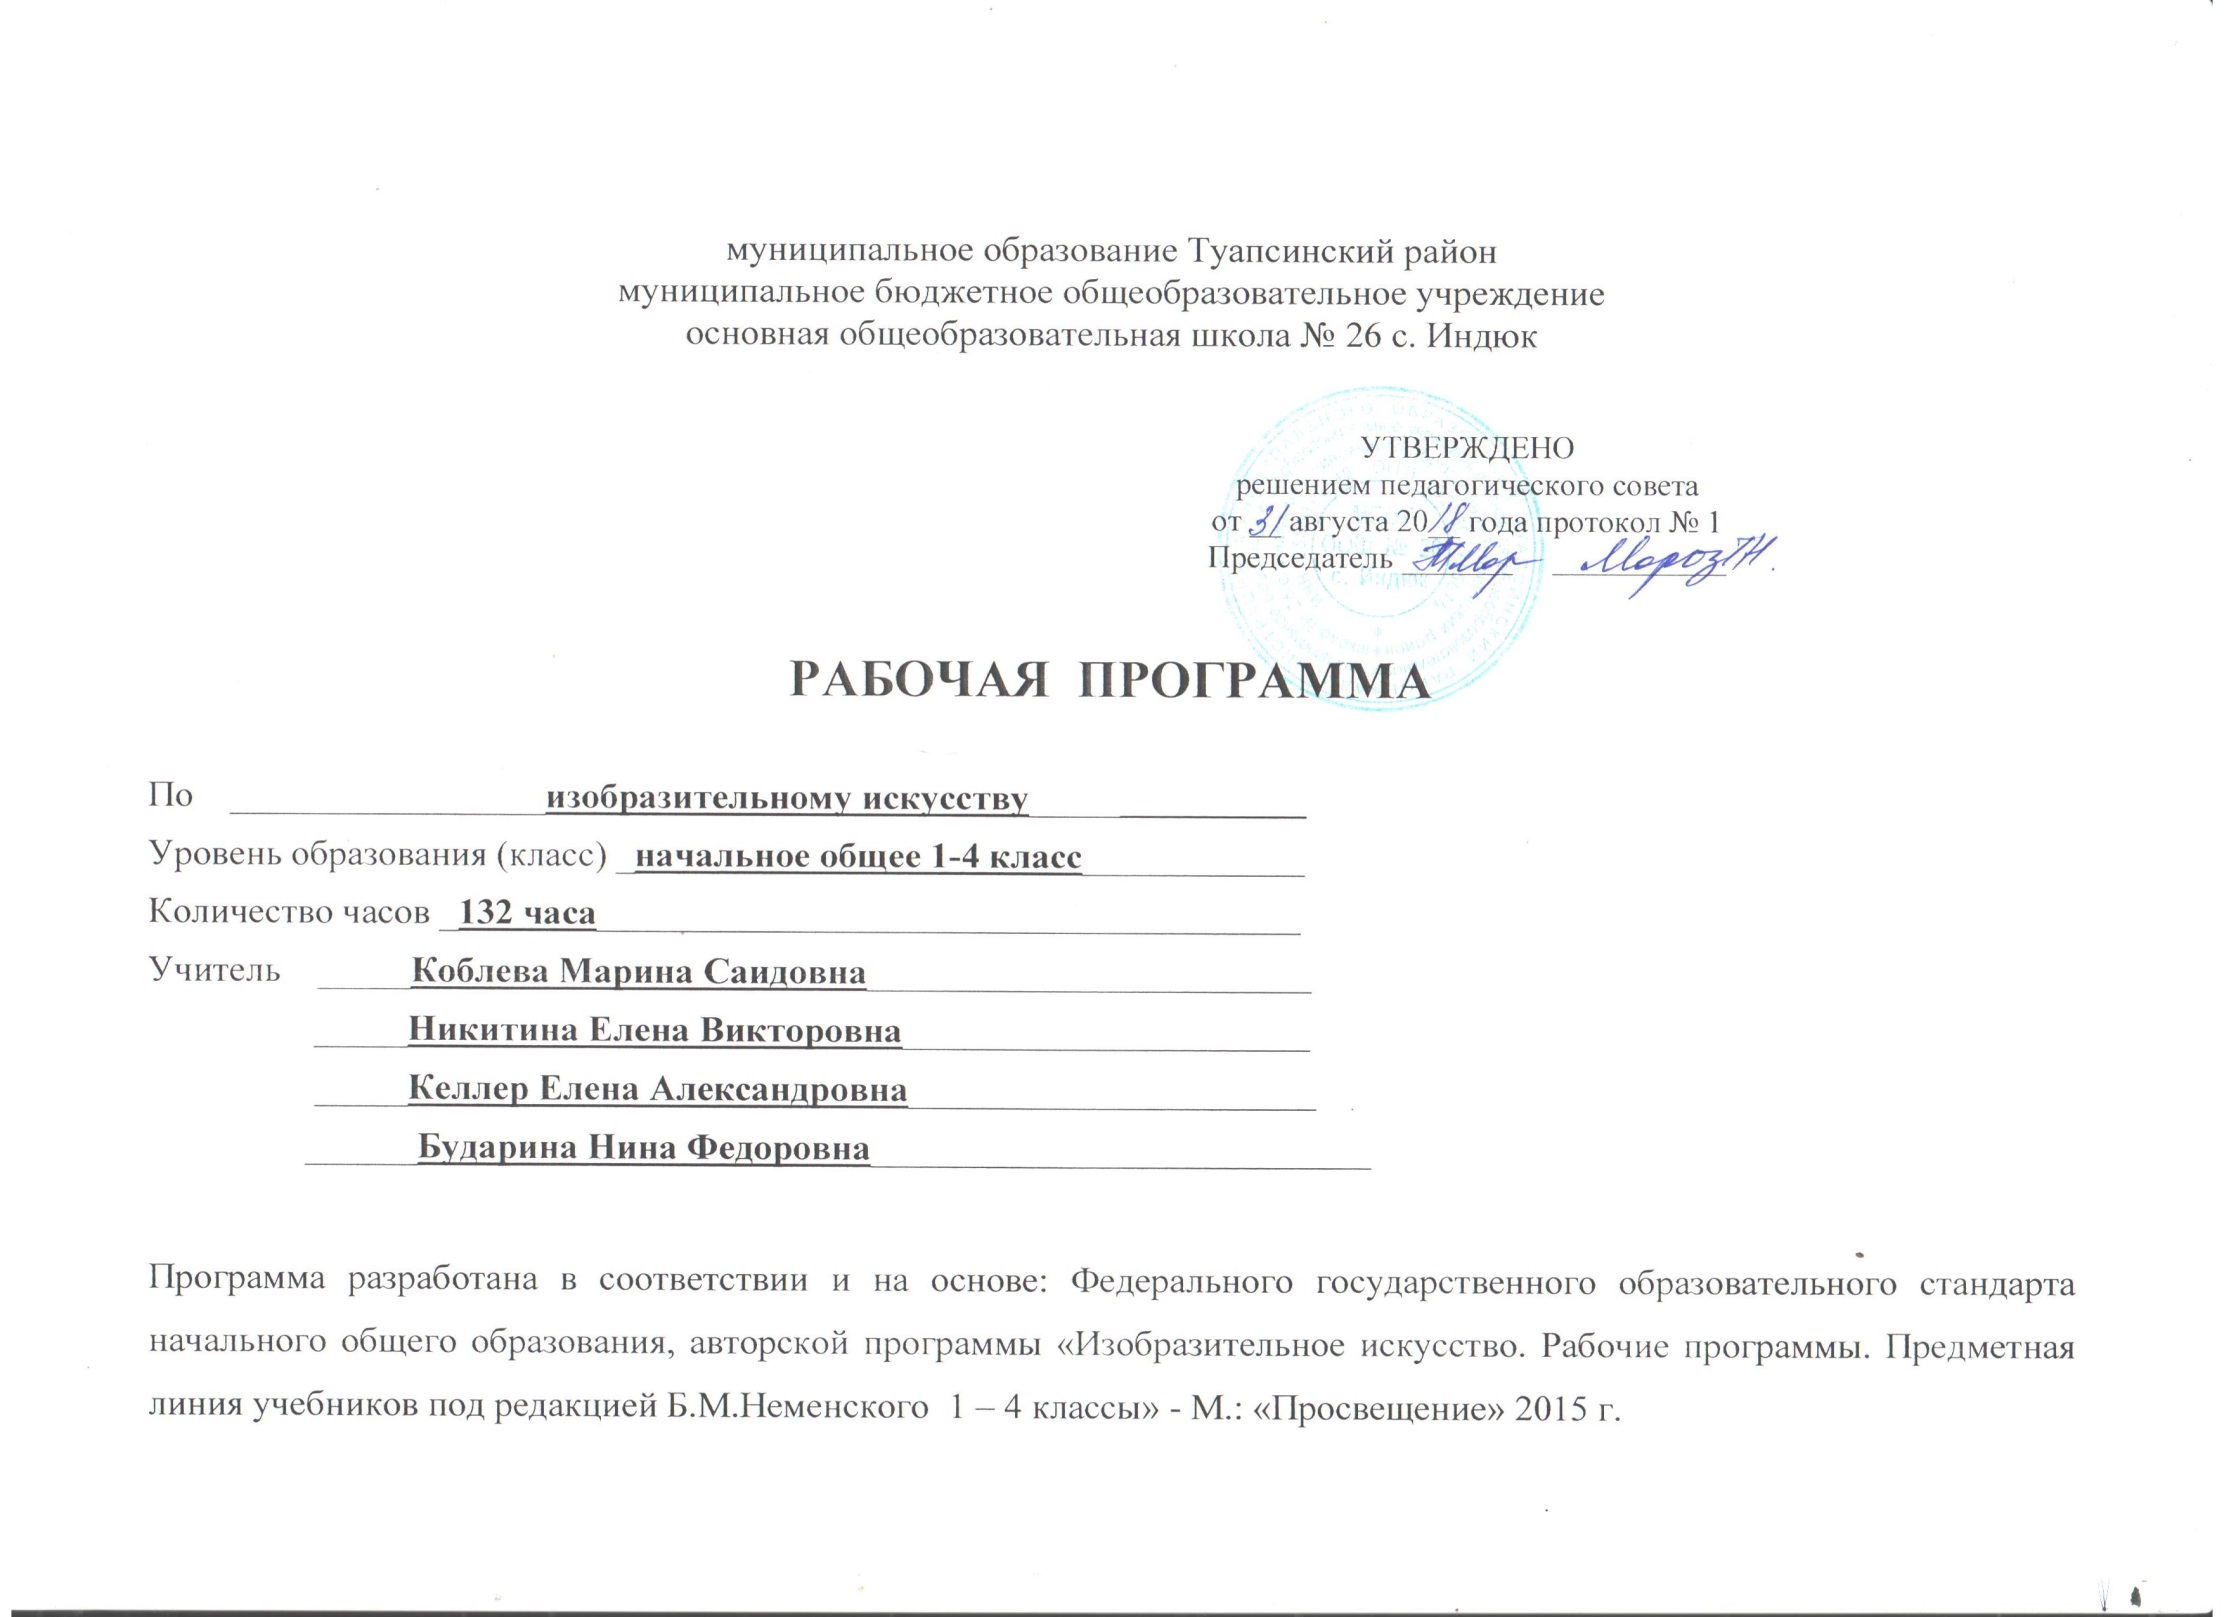 муниципальное образование Туапсинский район
муниципальное бюджетное общеобразовательное учреждение
основная общеобразовательная школа № 26 с. Индюк
УТВЕРЖДЕНО
решением педагогического совета
от 31 августа 2018 года протокол № 1
Председатель Мороз ТН.
РАБОЧАЯ ПРОГРАММА
По изобразительному искусству
Уровень образования (класс) начальное общее 1-4 класс
Количество часов 132 часа
Учитель Коблева Марина Саидовна
Никитина Елена Викторовна
Келлер Елена Александровна
Бударина Нина Федоровна
Программа разработана в соответствии и на основе: Федерального государственного образовательного стандарта
начального общего образования, авторской программы «Изобразительное искусство. Рабочие программы. Предметная
линия учебников под редакцией Б.М.Неменского 1 – 4 классы» - М.: «Просвещение» 2015 г.
с. Индюк